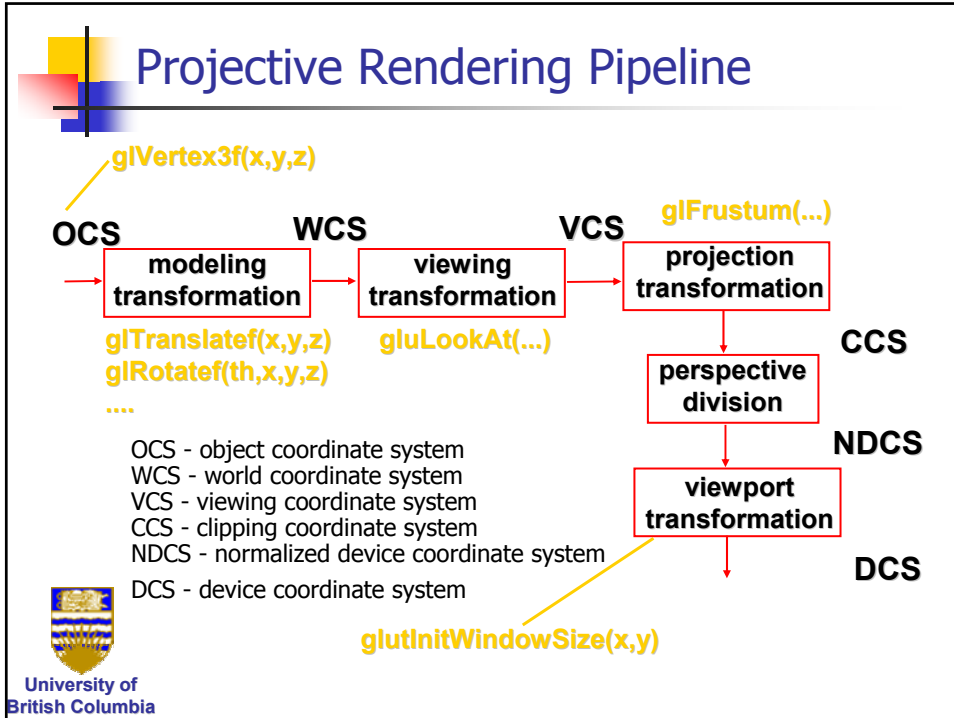 Projective Rendering Pipeline
glVertex3f(x,y,z)
OCS
WCS
VCS
glFrustum(...)
modeling
transformation
viewing
transformation
projection
transformation
glTranslatef(x,y,z)
glRotatef(th,x,y,z)
....
gluLookAt(...)
CCS
perspective
division
NDCS
OCS - object coordinate system
WCS - world coordinate system
VCS - viewing coordinate system
CCS - clipping coordinate system
NDCS - normalized device coordinate system
DCS - device coordinate system
viewport
transformation
DCS
glutInitWindowSize(x,y)
University of
British Columbia